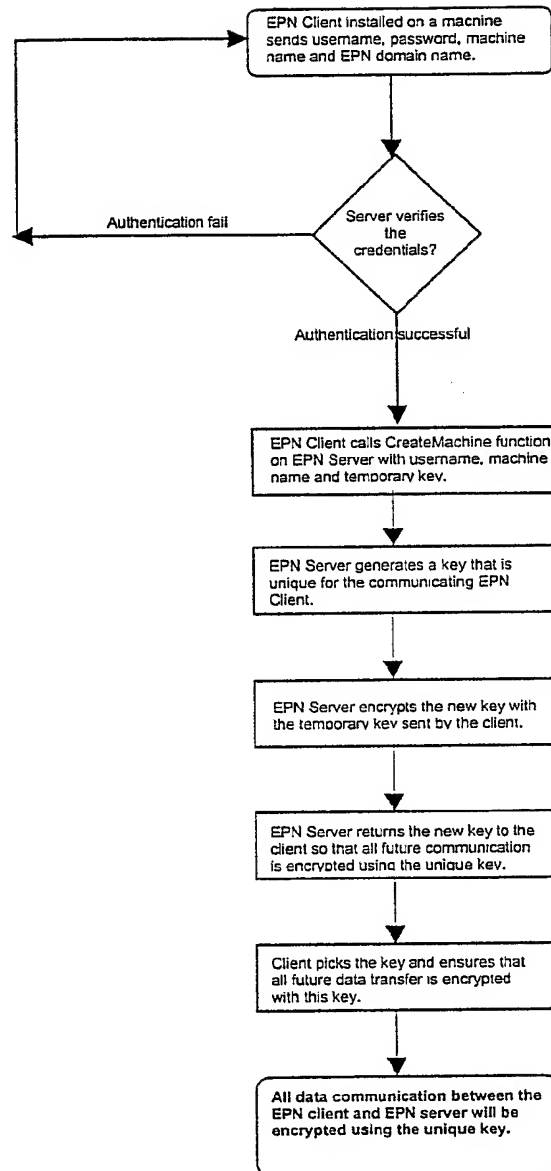 EPN Client installed on a machine
sends username, password, machine
name and EPN domain name.
Authentication fail
Server verifies
the
credentials?
Authentication successful
EPN Client calls CreateMachine function
on EPN Server with username, machine
name and temporary key.
EPN Server generates a key that is
unique for the communicating EPN
Client.
EPN Server encrypts the new key with
the temporary key sent by the client.
EPN Server returns the new key to the
client so that all future communication
is encrypted using the unique key.
Client picks the key and ensures that
all future data transfer is encrypted
with this key.
All data communication between the
EPN client and EPN server will be
encrypted using the unique key.